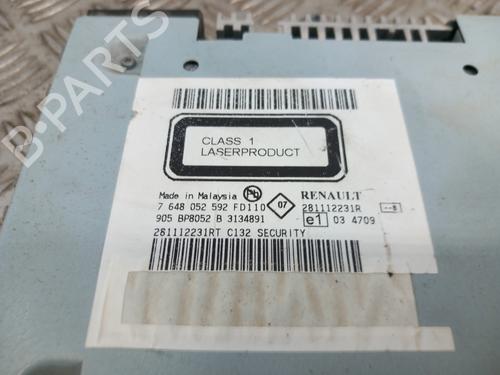 B-PARTS
CLASS 1
LASERPRODUCT
Made in Malaysia Pb 07 RENAULT
7 648 052 592 FD110 281112231R
905 BP8052 B 3134891 e1 03 4709
281112231RT C132 SECURITY